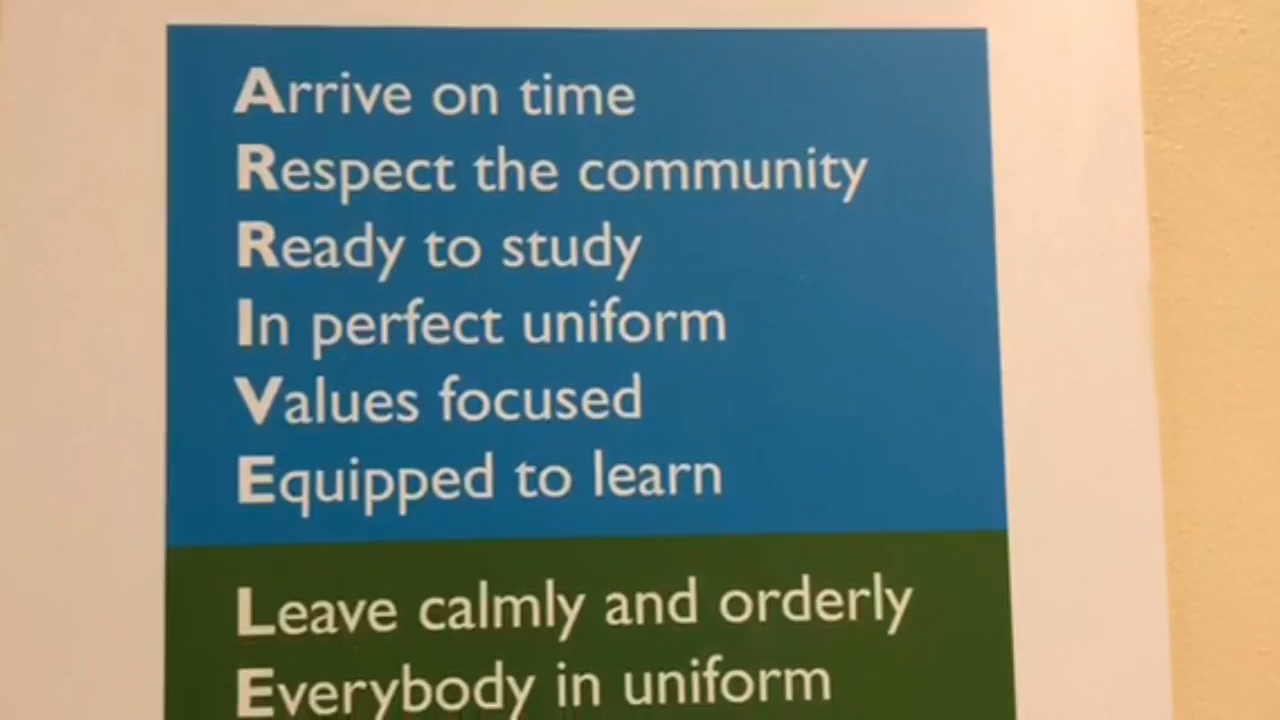 Arrive on time
Respect the community
Ready to study
In perfect uniform
Values focused
Equipped to learn
Leave calmly and orderly
Everybody in uniform